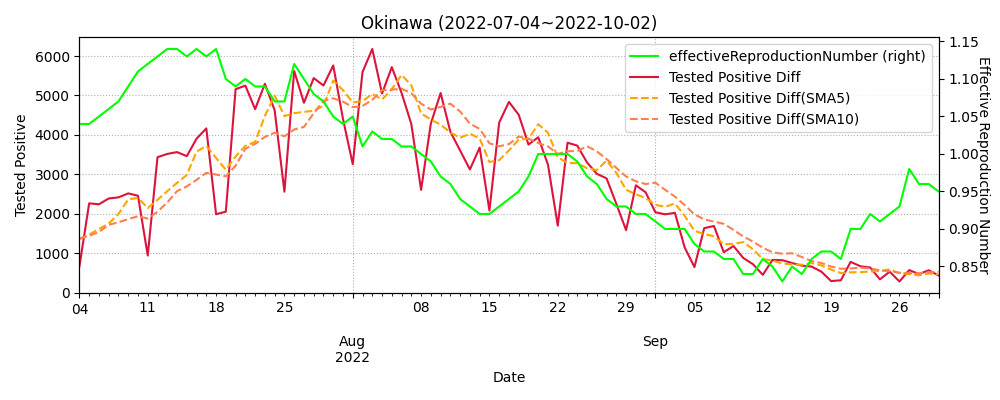 Okinawa (2022-07-04~2022-10-02)
effectiveReproductionNumber (right)
Tested Positive Diff
Tested Positive Diff(SMA5)
Tested Positive Diff(SMA10)
Tested Positive
6000
5000
4000
3000
2000
1000
0
1.15
1.10
1.05
1.00
0.95
0.90
0.85
Effective Reproduction Number
04 11 18 25 08 15 22 29 05 12 19 26
Aug Sep
2022
Date